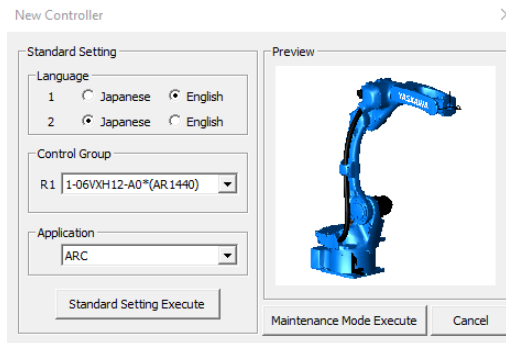 New Controller
Standard Setting
Language
1 Japanese English
2 Japanese English
Control Group
R1 1-06VXH12-A0*(AR1440)
Application
ARC
Standard Setting Execute
Preview
YASKAWA
Maintenance Mode Execute
Cancel